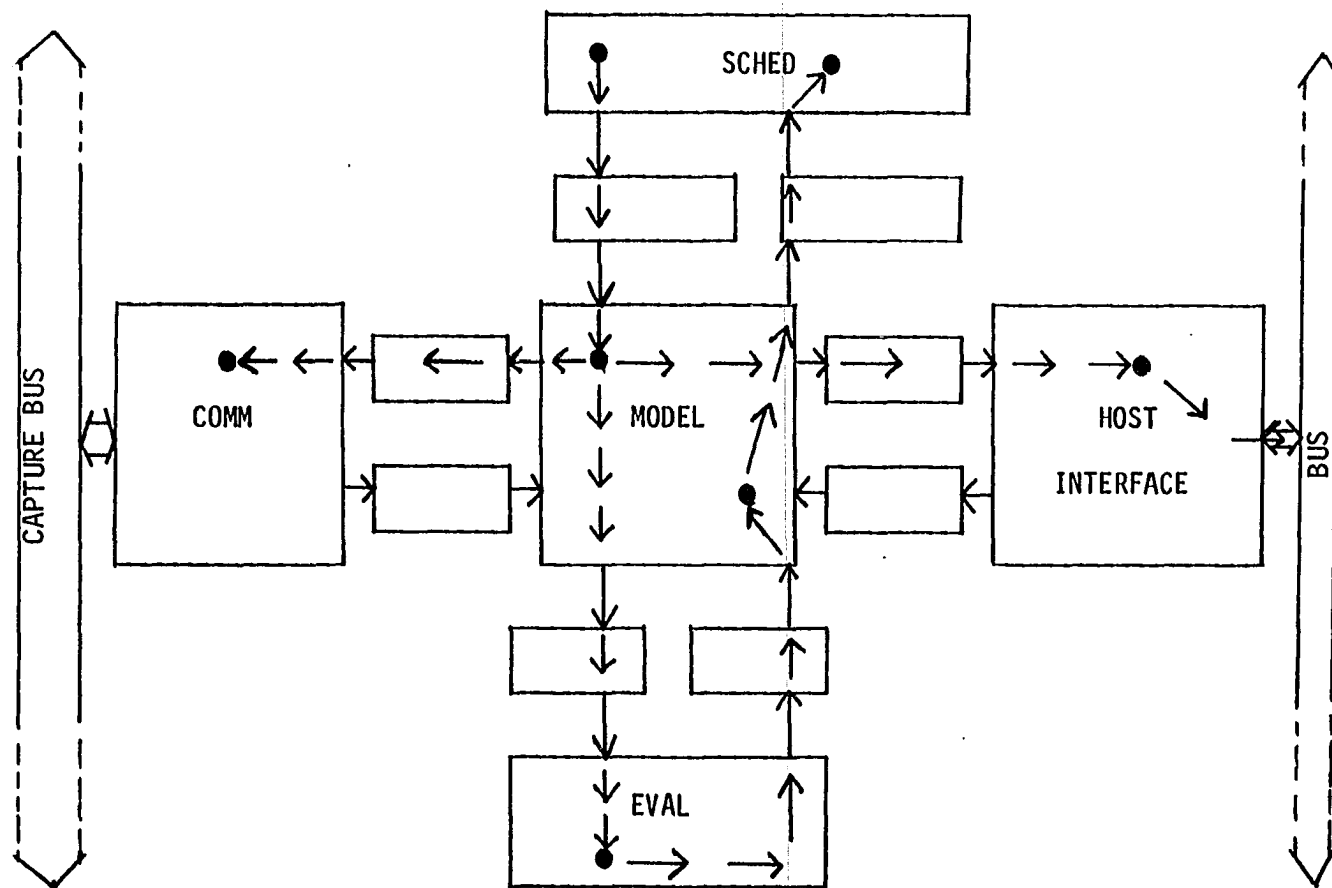 SCHED
CAPTURE BUS
COMM
MODEL
HOST
INTERFACE
BUS
EVAL